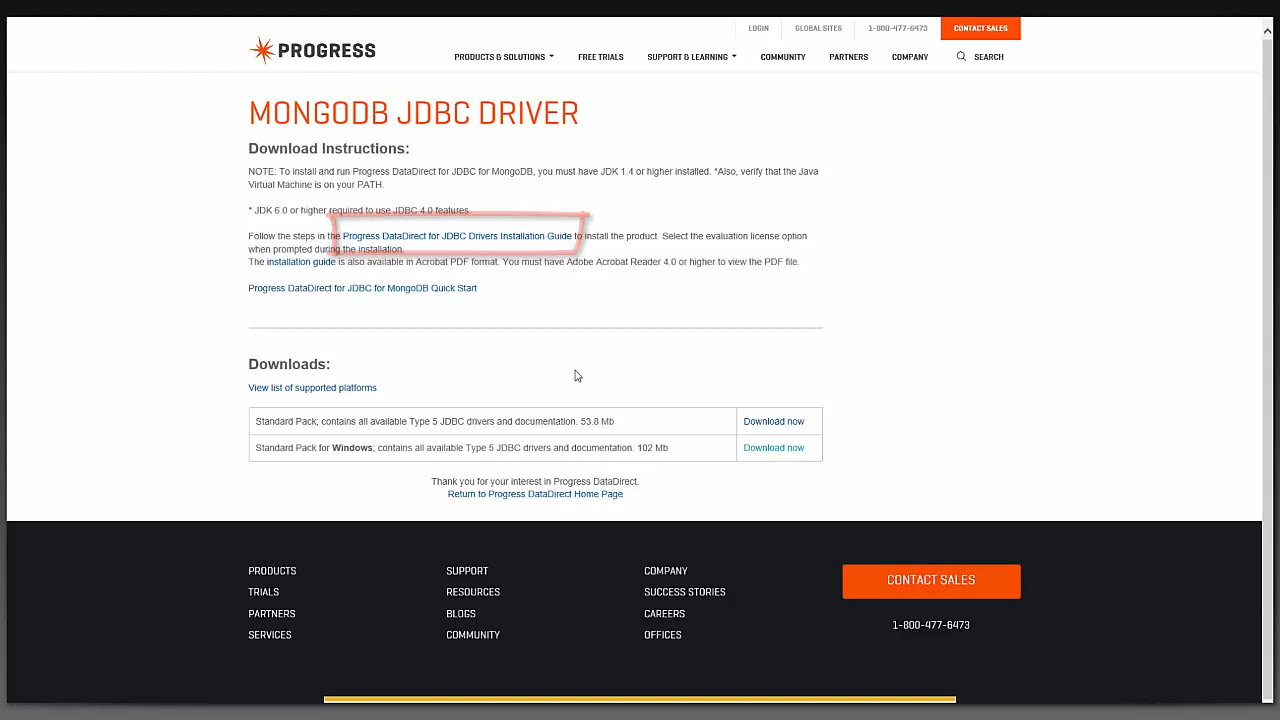 LOGIN GLOBAL SITES 1-800-477-6473 CONTACT SALES
PROGRESS
PRODUCTS & SOLUTIONS FREE TRIALS SUPPORT & LEARNING COMMUNITY PARTNERS COMPANY SEARCH
MONGODB JDBC DRIVER
Download Instructions:
NOTE: To install and run Progress DataDirect for JDBC for MongoDB, you must have JDK 1.4 or higher installed. *Also, verify that the Java
Virtual Machine is on your PATH.
* JDK 6.0 or higher required to use JDBC 4.0 features.
Follow the steps in the Progress DataDirect for JDBC Drivers Installation Guide to install the product. Select the evaluation license option
when prompted during the installation.
The installation guide is also available in Acrobat PDF format. You must have Adobe Acrobat Reader 4.0 or higher to view the PDF file.
Progress DataDirect for JDBC for MongoDB Quick Start
Downloads:
View list of supported platforms
Standard Pack; contains all available Type 5 JDBC drivers and documentation. 53.8 Mb Download now
Standard Pack for Windows; contains all available Type 5 JDBC drivers and documentation. 102 Mb Download now
Thank you for your interest in Progress DataDirect.
Return to Progress DataDirect Home Page
PRODUCTS SUPPORT COMPANY CONTACT SALES
TRIALS RESOURCES SUCCESS STORIES
PARTNERS BLOGS CAREERS 1-800-477-6473
SERVICES COMMUNITY OFFICES